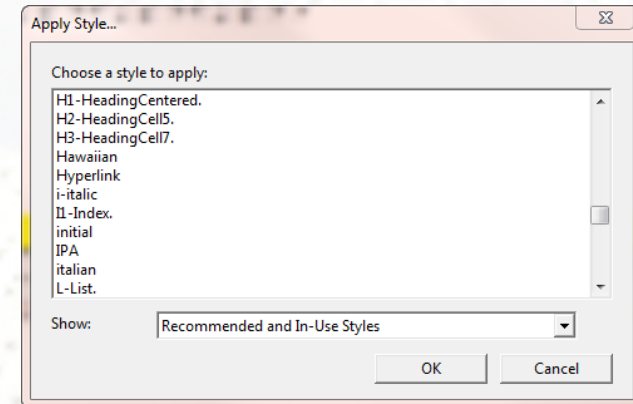 Apply Style...
Choose a style to apply:
H1-HeadingCentered.
H2-HeadingCell5.
H3-HeadingCell7.
Hawaiian
Hyperlink
i-italic
I1-Index.
initial
IPA
italian
L-List.
Show: Recommended and In-Use Styles
OK Cancel